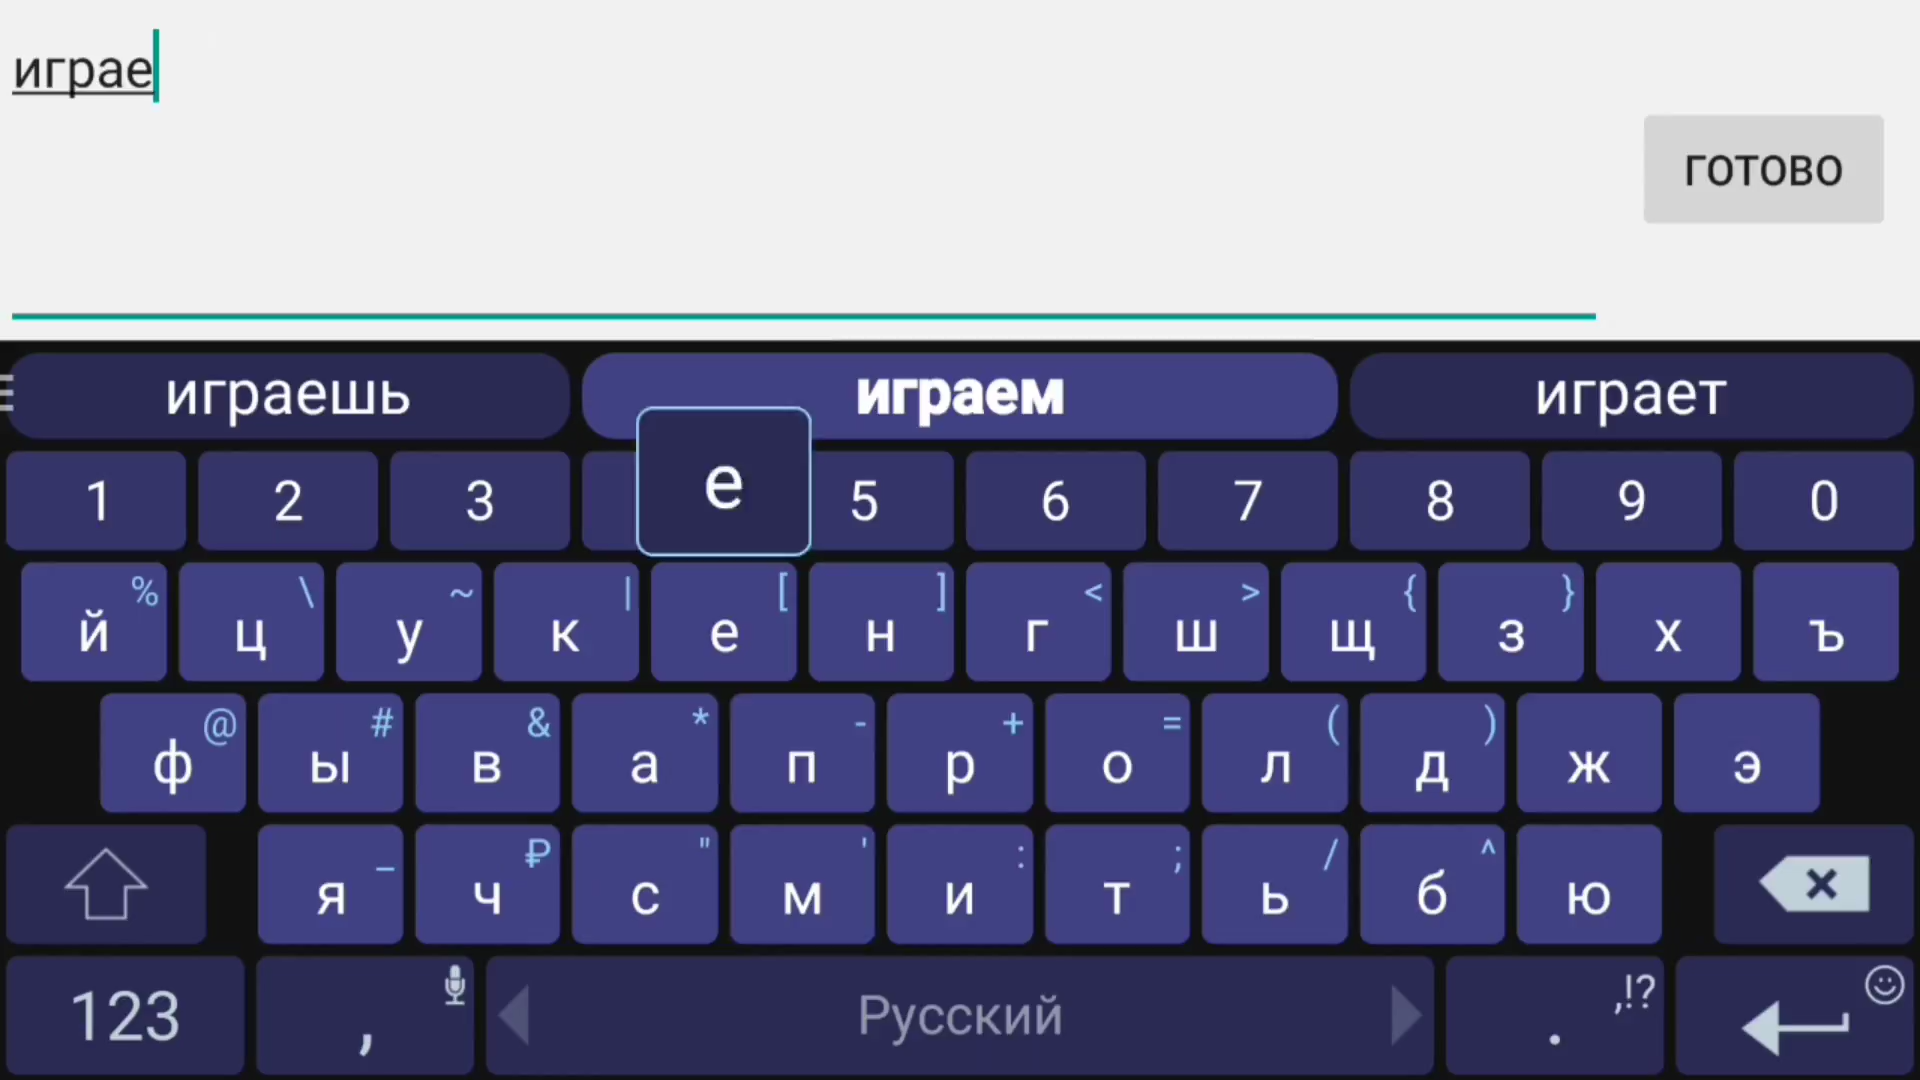 играе
ГОТОВО
играешь играем играет
е
1 2 3 5 6 7 8 9 0
й % ц \ у ~ к | е [ н ] г < ш > щ { з } х ъ
ф @ ы # в & а * п - р + о = л ( д ) ж э
я _ ч ₽ с " м ' и : т ; ь / б ^ ю
123 , Русский . ,!?